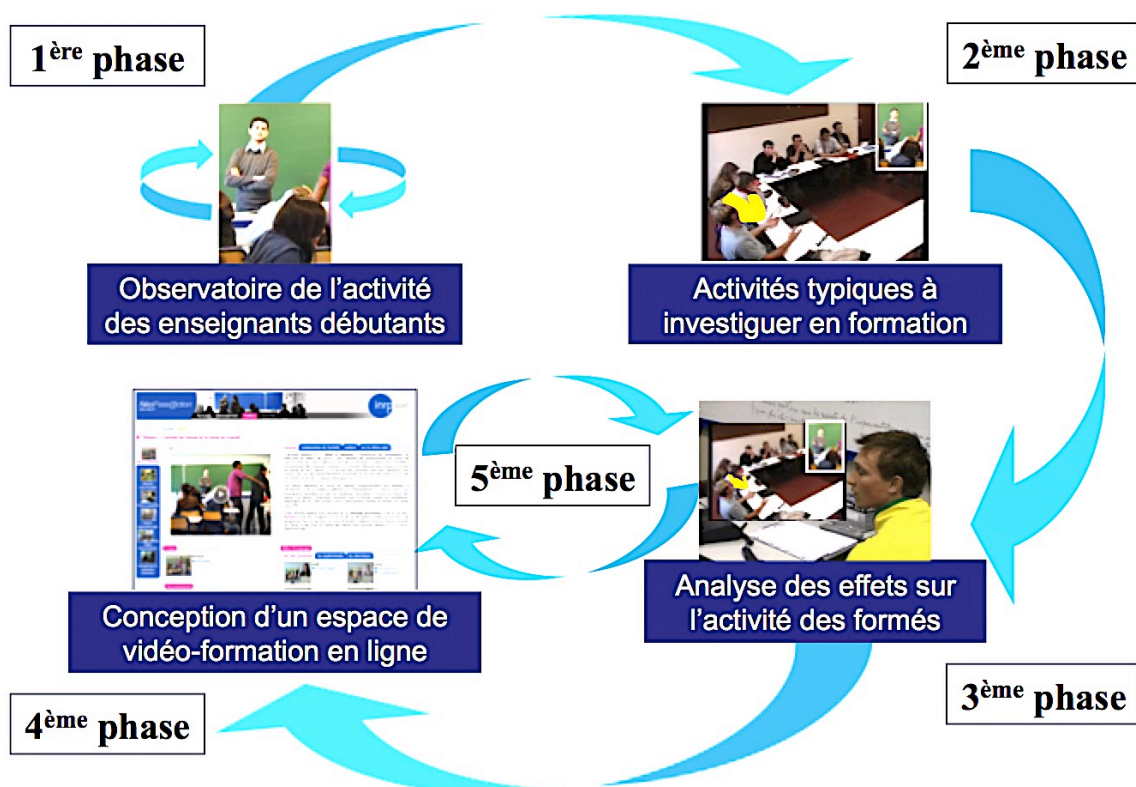 1ère phase
2ème phase
Observatoire de l'activité
des enseignants débutants
Activités typiques à
investiguer en formation
inrp
5ème phase
Conception d'un espace de
vidéo-formation en ligne
Analyse des effets sur
l'activité des formés
4ème phase
3ème phase